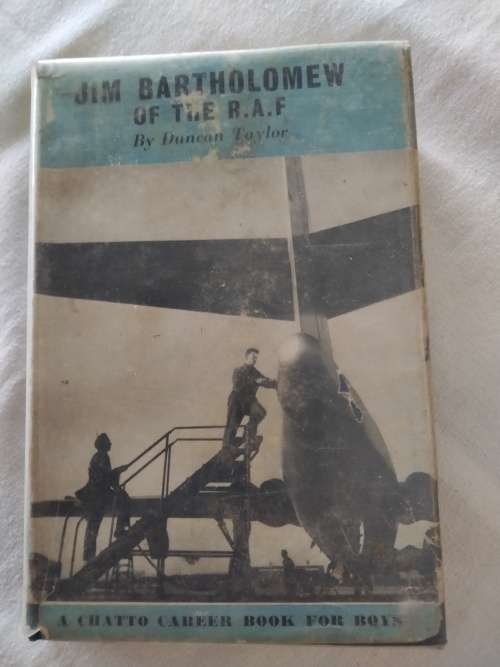 JIM BARTHOLOMEW
OF THE R.A.F
By Duncan Taylor
A CHATTO CAREER BOOK FOR BOYS